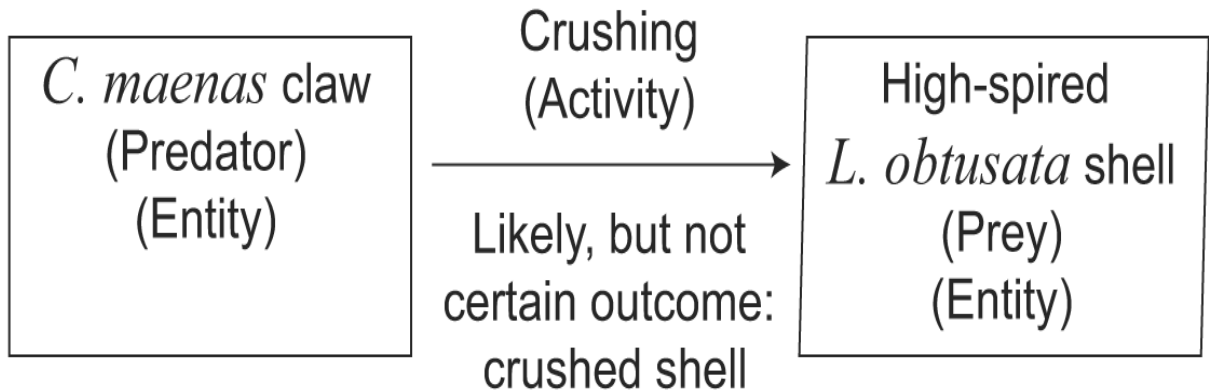 C. maenas claw
(Predator)
(Entity)
Crushing
(Activity)
Likely, but not
certain outcome:
crushed shell
High-spired
L. obtusata shell
(Prey)
(Entity)